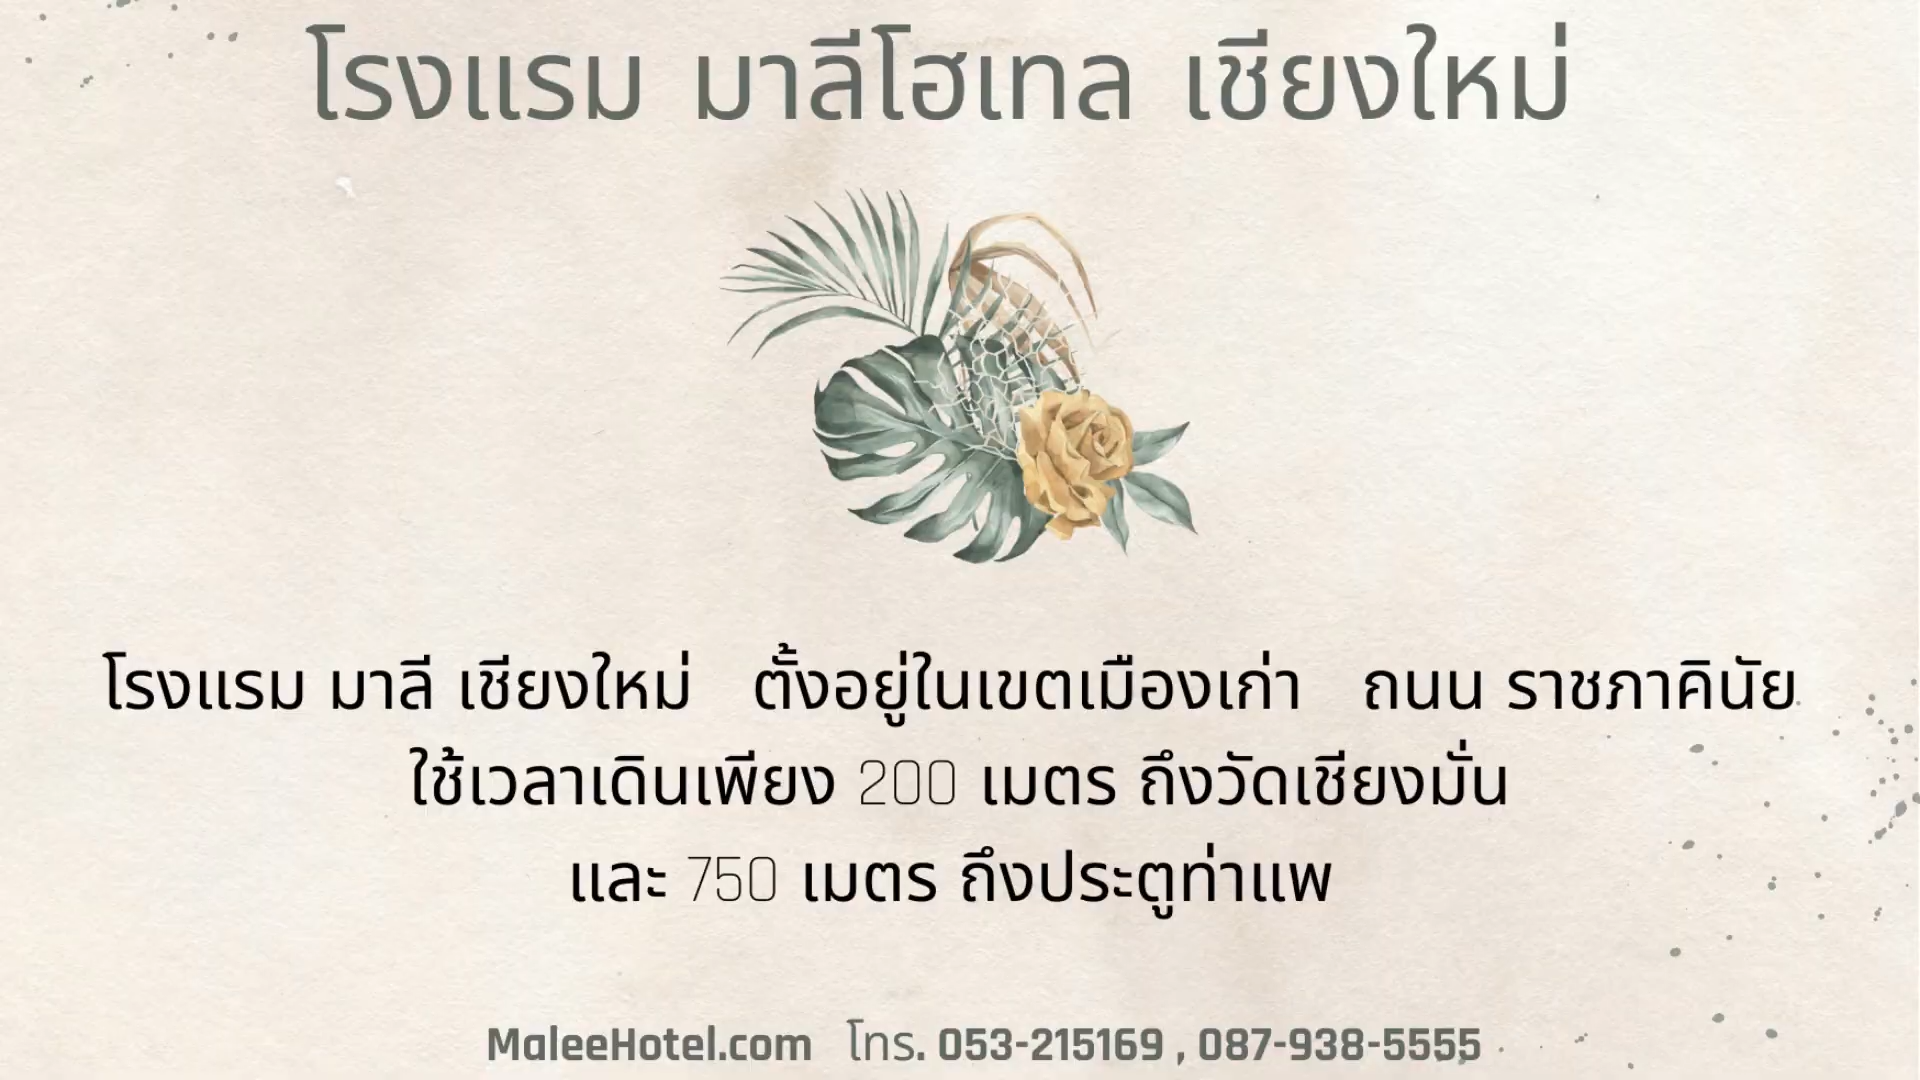 โรงแรม มาลีโฮเทล เชียงใหม่
โรงแรม มาลี เชียงใหม่ ตั้งอยู่ในเขตเมืองเก่า ถนน ราชภาคินัย
ใช้เวลาเดินเพียง 200 เมตร ถึงวัดเชียงมั่น
และ 750 เมตร ถึงประตูท่าแพ
MaleeHotel.com โทร. 053-215169 , 087-938-5555